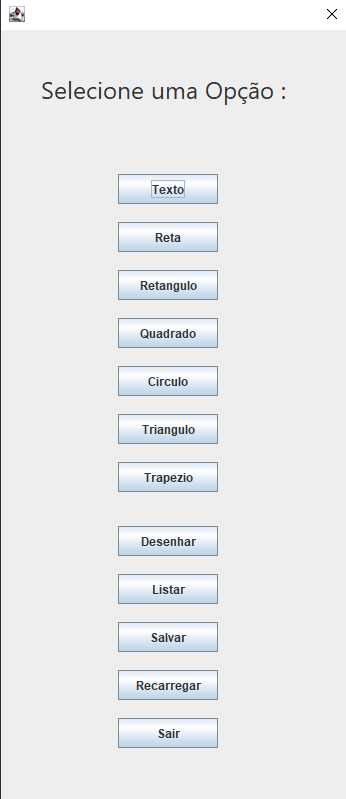 Selecione uma Opção :
Texto
Reta
Retangulo
Quadrado
Circulo
Triangulo
Trapezio
Desenhar
Listar
Salvar
Recarregar
Sair